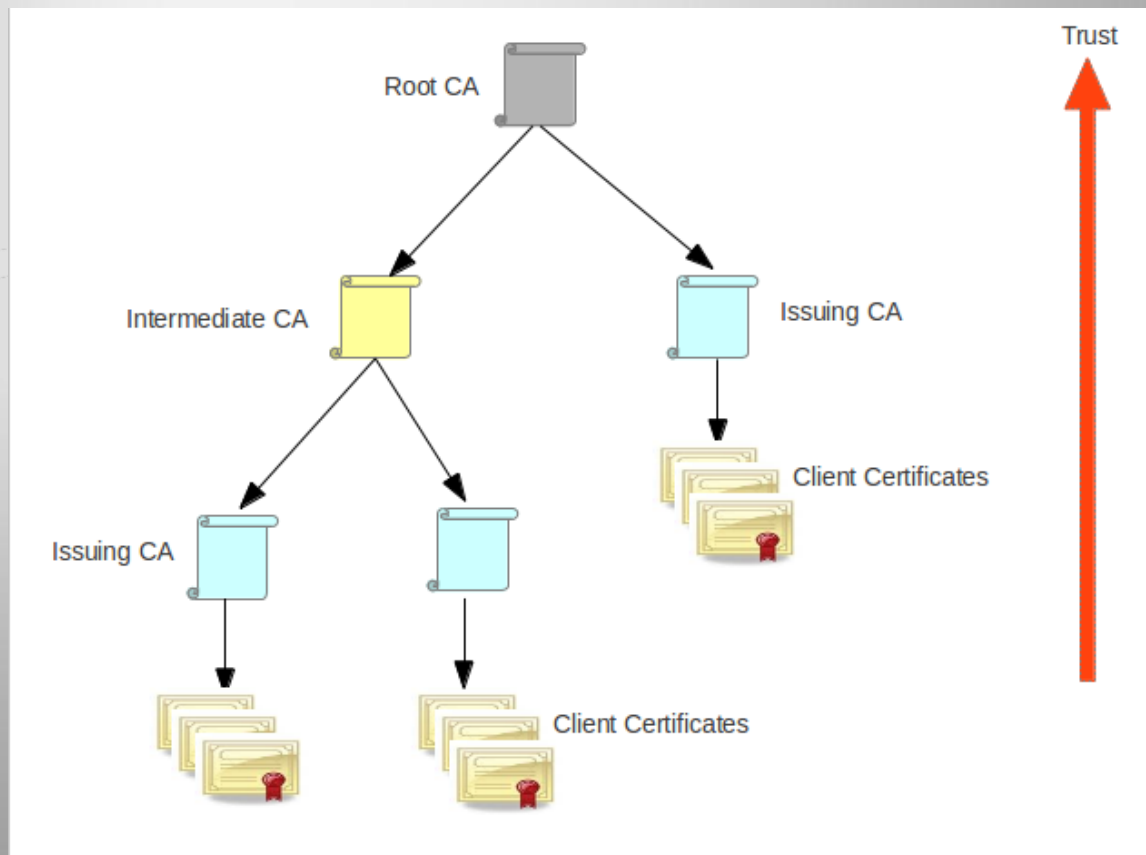 Trust
Root CA
Intermediate CA
Issuing CA
Client Certificates
Issuing CA
Client Certificates